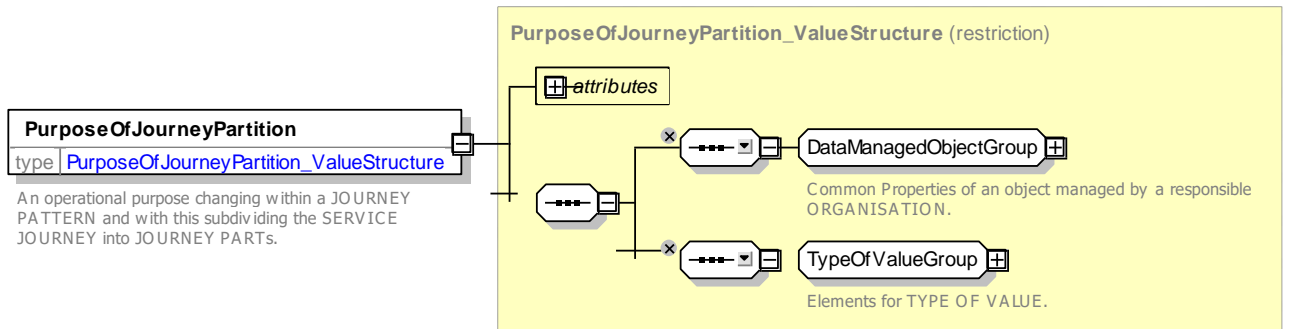 PurposeOfJourneyPartition_ValueStructure (restriction)
attributes
PurposeOfJourneyPartition
type PurposeOfJourneyPartition_ValueStructure
An operational purpose changing within a JOURNEY
PATTERN and with this subdividing the SERVICE
JOURNEY into JOURNEY PARTs.
DataManagedObjectGroup
Common Properties of an object managed by a responsible
ORGANISATION.
TypeOfValueGroup
Elements for TYPE OF VALUE.